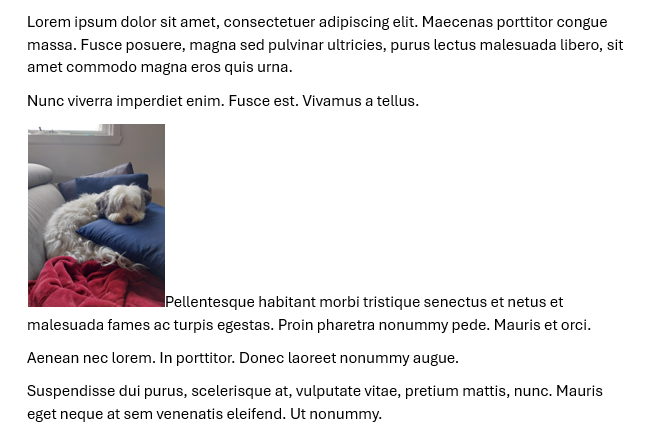 Lorem ipsum dolor sit amet, consectetuer adipiscing elit. Maecenas porttitor congue
massa. Fusce posuere, magna sed pulvinar ultricies, purus lectus malesuada libero, sit
amet commodo magna eros quis urna.
Nunc viverra imperdiet enim. Fusce est. Vivamus a tellus.
Pellentesque habitant morbi tristique senectus et netus et
malesuada fames ac turpis egestas. Proin pharetra nonummy pede. Mauris et orci.
Aenean nec lorem. In porttitor. Donec laoreet nonummy augue.
Suspendisse dui purus, scelerisque at, vulputate vitae, pretium mattis, nunc. Mauris
eget neque at sem venenatis eleifend. Ut nonummy.